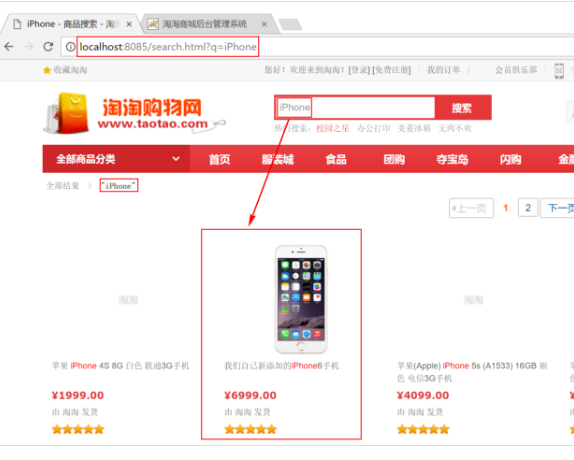 iPhone - 商品搜索 - 淘
淘淘商城后台管理系统
localhost:8085/search.html?q=iPhone
收藏淘淘
您好！欢迎来到淘淘！[登录] [免费注册]
我的订单
会员俱乐部
淘淘购物网
www.taotao.com
iPhone
搜索
热门搜索： 校园之星 办公打印 美菱冰箱 无肉不欢
全部商品分类
首页
服装城
食品
团购
夺宝岛
闪购
全部结果 > "iPhone"
上一页 1 2 下一页
淘淘
淘淘
苹果 iPhone 4S 8G 白色 联通3G手机
¥1999.00
由 淘淘 发货
我们自己新添加的iPhone6手机
¥6999.00
由 淘淘 发货
苹果(Apple) iPhone 5s (A1533) 16GB 银
色 电信3G手机
¥4099.00
由 淘淘 发货